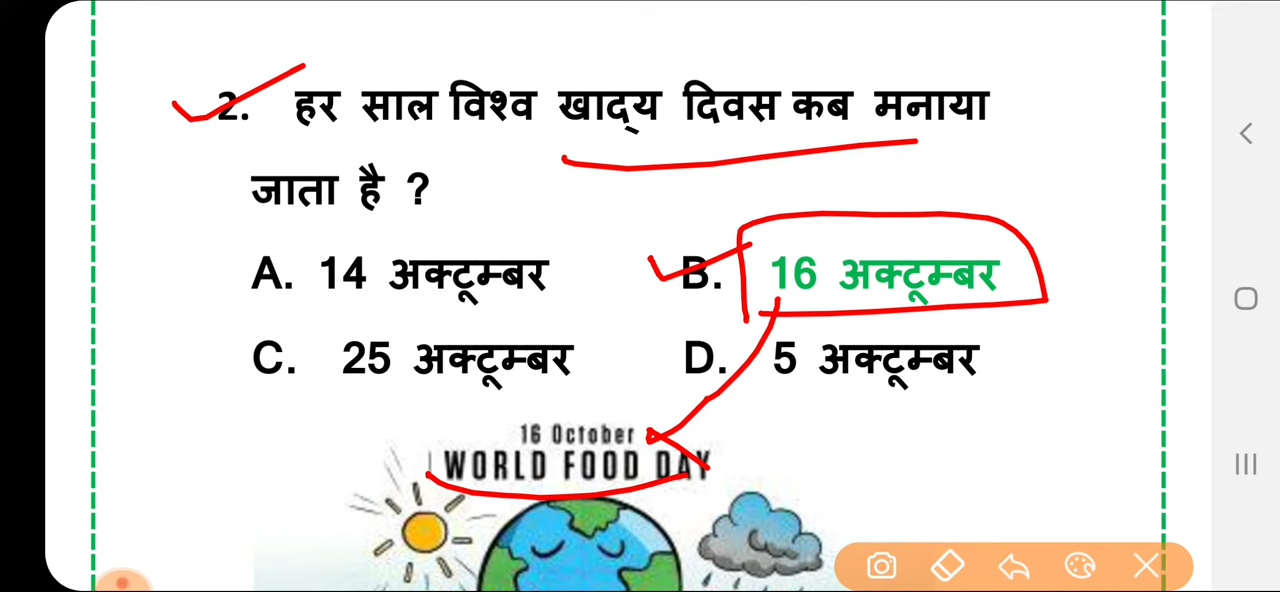 2. हर साल विश्व खाद्‌य दिवस कब मनाया
जाता है ?
A. 14 अक्टूम्बर B. 16 अक्टूम्बर
C. 25 अक्टूम्बर D. 5 अक्टूम्बर
16 October
WORLD FOOD DAY